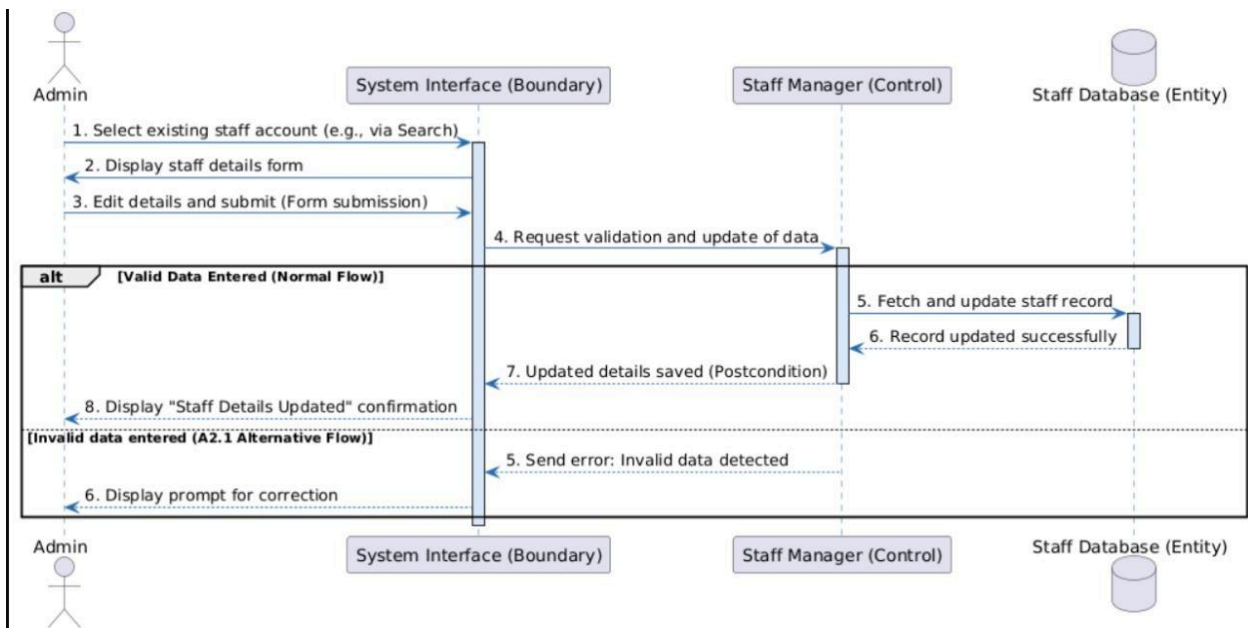 Admin
System Interface (Boundary)
Staff Manager (Control)
Staff Database (Entity)
1. Select existing staff account (e.g., via Search)
2. Display staff details form
3. Edit details and submit (Form submission)
4. Request validation and update of data
alt
[Valid Data Entered (Normal Flow)]
5. Fetch and update staff record
6. Record updated successfully
7. Updated details saved (Postcondition)
8. Display "Staff Details Updated" confirmation
[Invalid data entered (A2.1 Alternative Flow)]
5. Send error: Invalid data detected
6. Display prompt for correction
Admin
System Interface (Boundary)
Staff Manager (Control)
Staff Database (Entity)